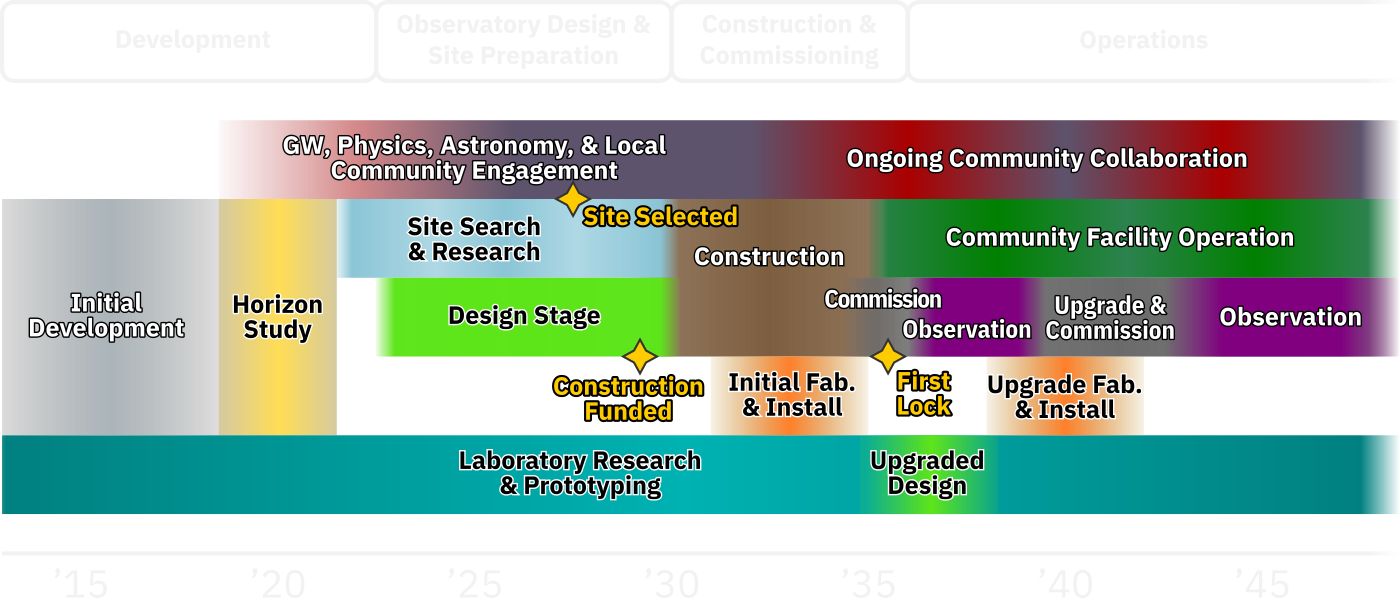 Development
Observatory Design &
Site Preparation
Construction &
Commissioning
Operations
GW, Physics, Astronomy, & Local
Community Engagement
Ongoing Community Collaboration
Site Selected
Site Search
& Research
Construction
Community Facility Operation
Initial
Development
Horizon
Study
Design Stage
Commission
Observation
Upgrade &
Commission
Observation
Construction
Funded
Initial Fab.
& Install
First
Lock
Upgrade Fab.
& Install
Laboratory Research
& Prototyping
Upgraded
Design
’15 ’20 ’25 ’30 ’35 ’40 ’45